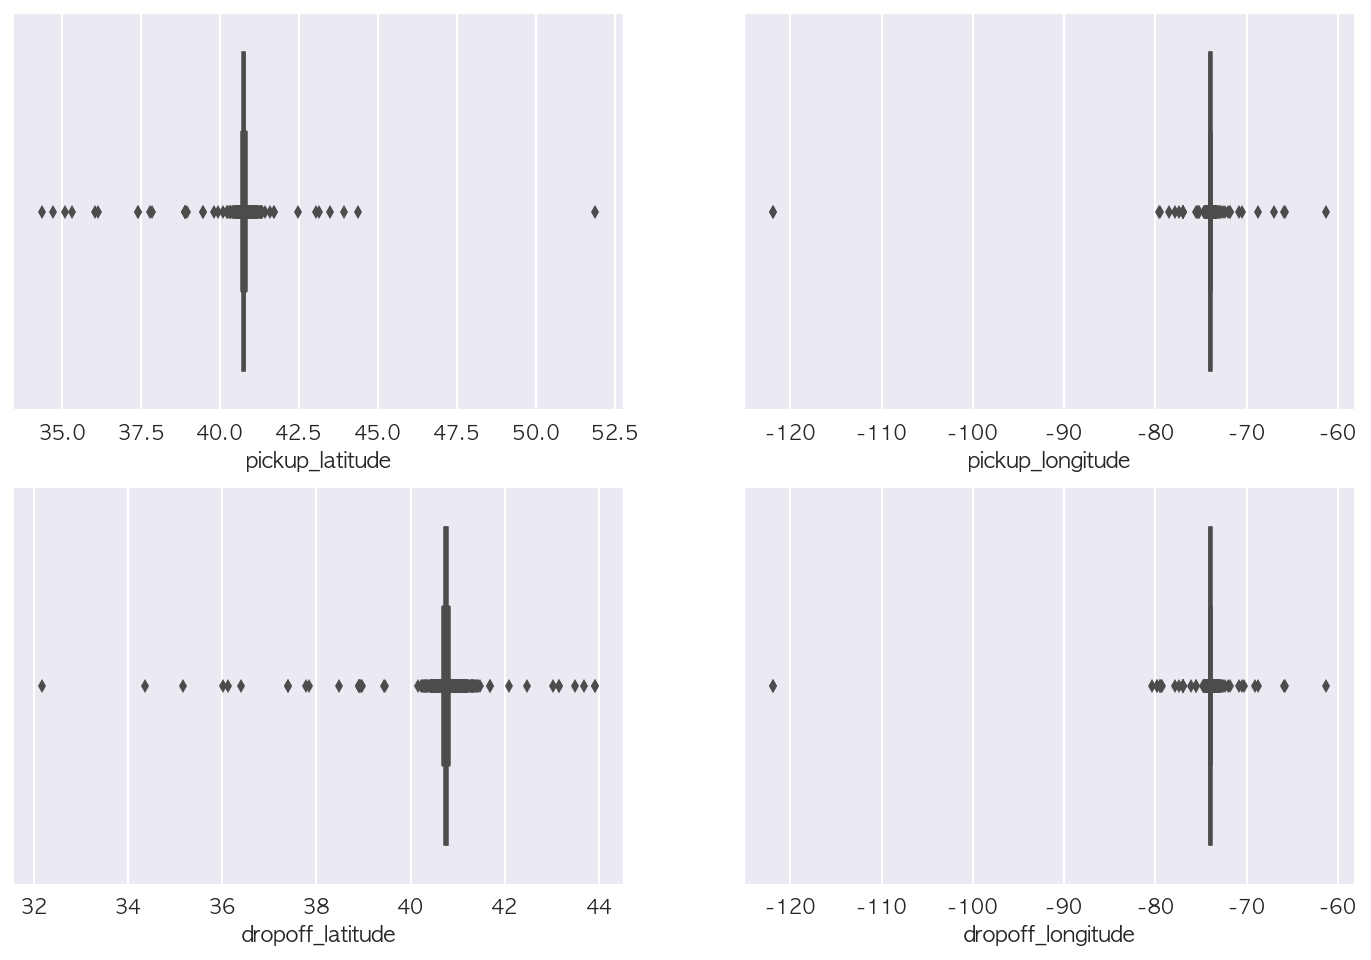 35.0 37.5 40.0 42.5 45.0 47.5 50.0 52.5
pickup_latitude
-120 -110 -100 -90 -80 -70 -60
pickup_longitude
32 34 36 38 40 42 44
dropoff_latitude
-120 -110 -100 -90 -80 -70 -60
dropoff_longitude